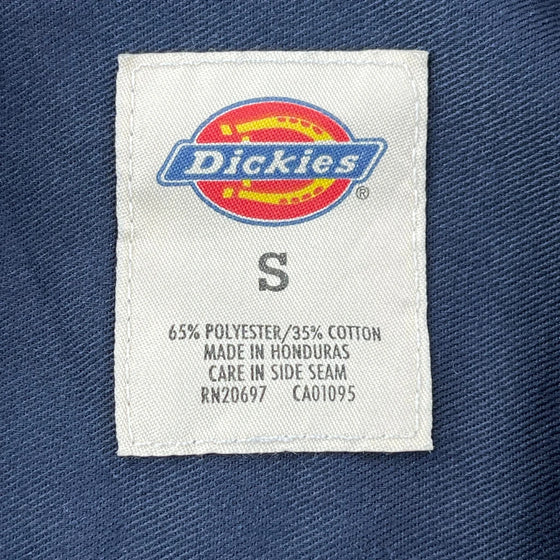 Dickies®
S
65% POLYESTER/35% COTTON
MADE IN HONDURAS
CARE IN SIDE SEAM
RN20697 CA01095